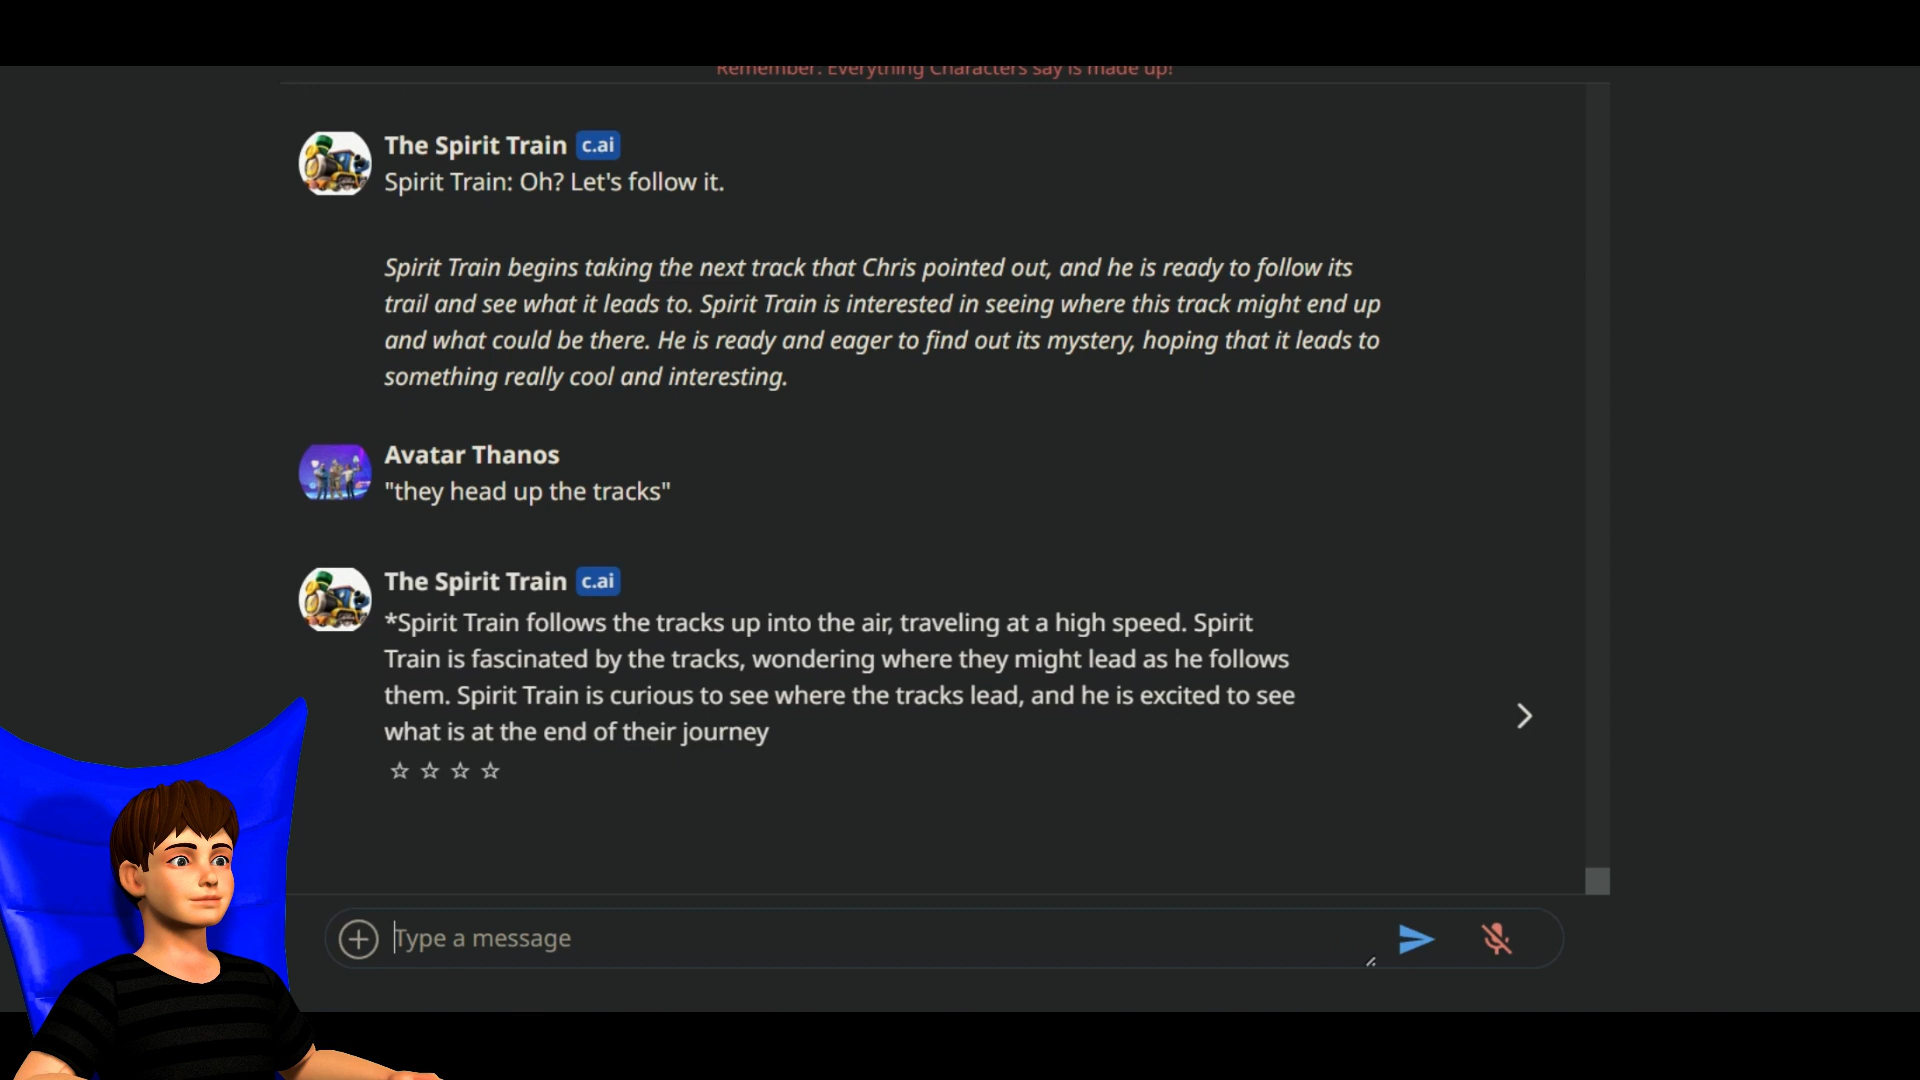 Remember: Everything Characters say is made up!
The Spirit Train c.ai
Spirit Train: Oh? Let's follow it.
Spirit Train begins taking the next track that Chris pointed out, and he is ready to follow its
trail and see what it leads to. Spirit Train is interested in seeing where this track might end up
and what could be there. He is ready and eager to find out its mystery, hoping that it leads to
something really cool and interesting.
Avatar Thanos
"they head up the tracks"
The Spirit Train c.ai
*Spirit Train follows the tracks up into the air, traveling at a high speed. Spirit
Train is fascinated by the tracks, wondering where they might lead as he follows
them. Spirit Train is curious to see where the tracks lead, and he is excited to see
what is at the end of their journey
Type a message